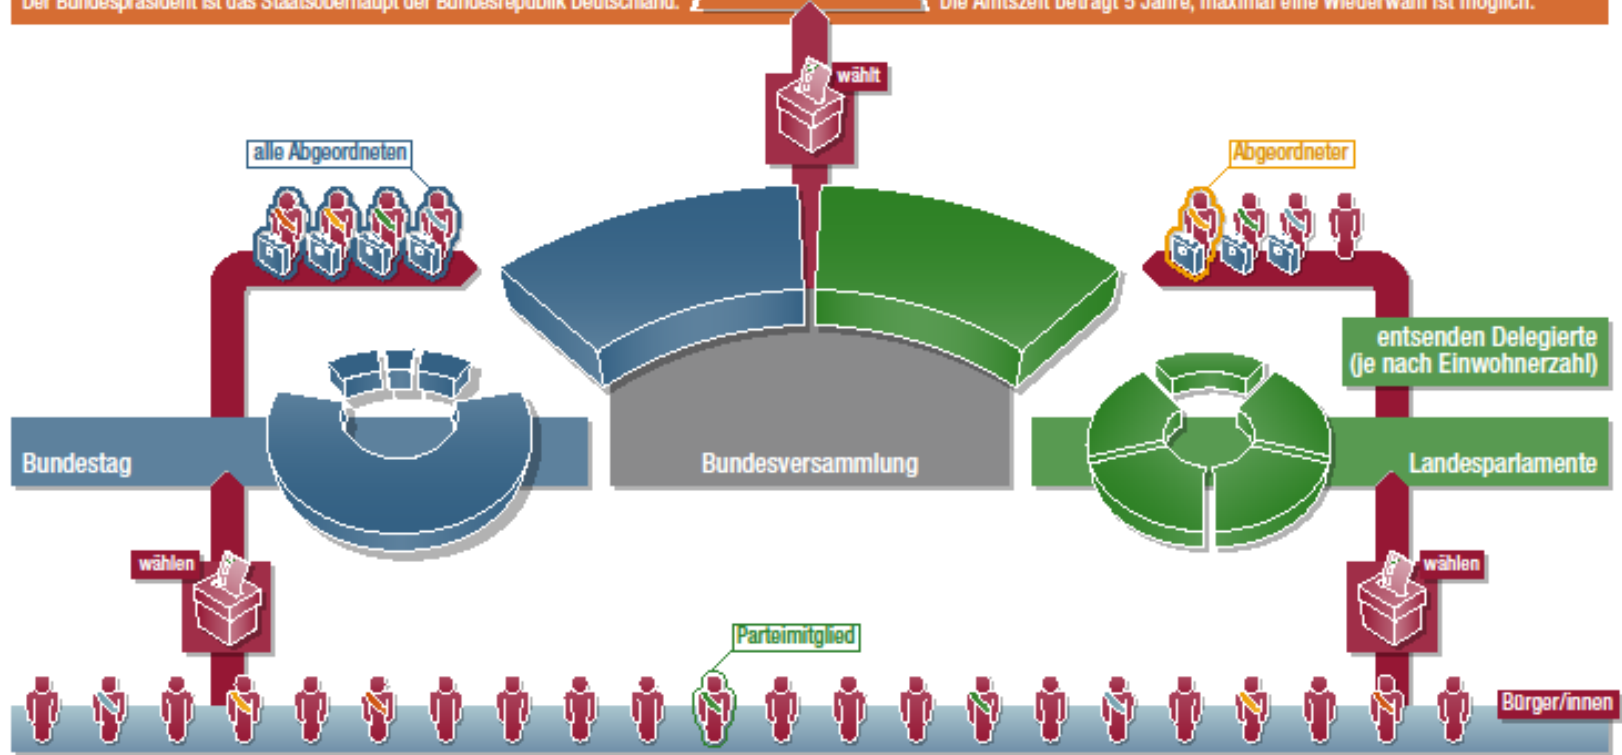 Der Bundespräsident ist das Staatsoberhaupt der Bundesrepublik Deutschland.
Die Amtszeit beträgt 5 Jahre, maximal eine Wiederwahl ist möglich.
wählt
alle Abgeordneten
Abgeordneter
entsenden Delegierte
(je nach Einwohnerzahl)
Bundestag
Bundesversammlung
Landesparlamente
wählen
wählen
Parteimitglied
Bürger/innen